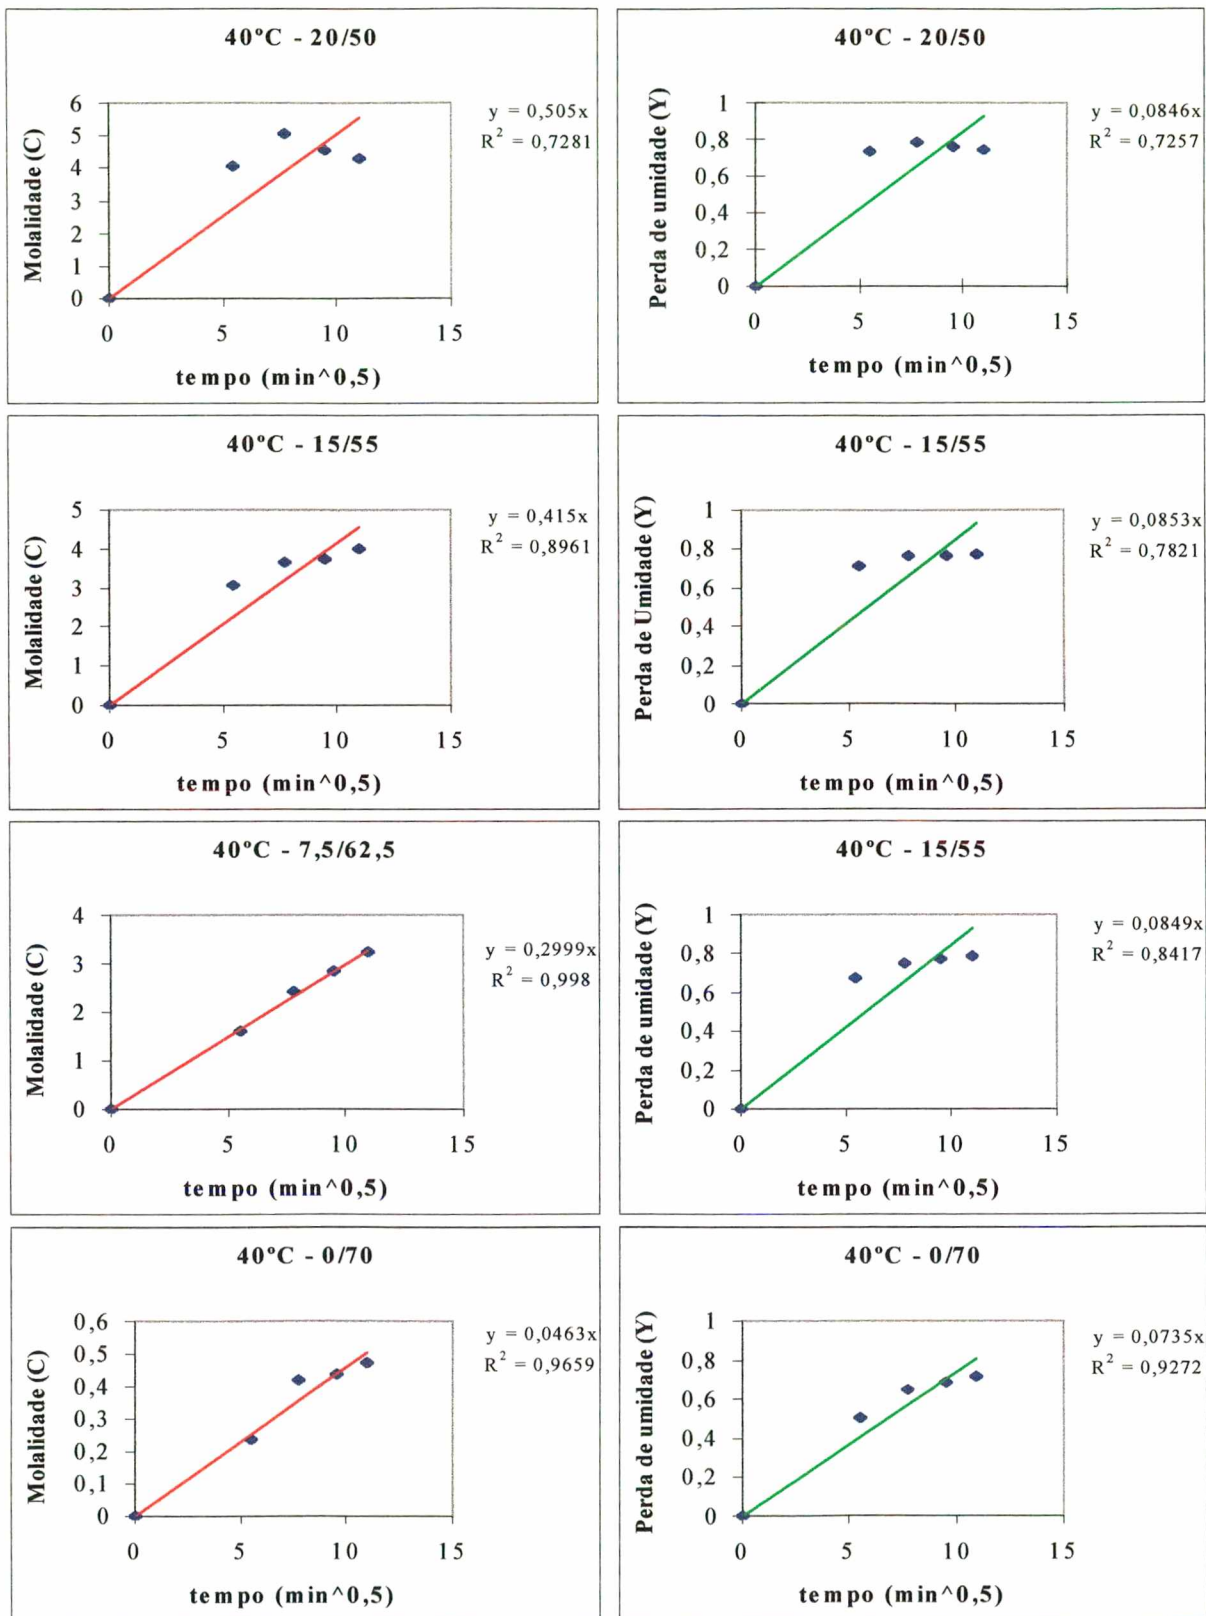 40ºC - 20/50
Molalidade (C)
6
5
4
3
2
1
0
0 5 10 15
tempo (min^0,5)
y = 0,505x
R² = 0,7281
40ºC - 20/50
Perda de umidade (Y)
1
0,8
0,6
0,4
0,2
0
0 5 10 15
tempo (min^0,5)
y = 0,0846x
R² = 0,7257
40ºC - 15/55
Molalidade (C)
5
4
3
2
1
0
0 5 10 15
tempo (min^0,5)
y = 0,415x
R² = 0,8961
40ºC - 15/55
Perda de Umidade (Y)
1
0,8
0,6
0,4
0,2
0
0 5 10 15
tempo (min^0,5)
y = 0,0853x
R² = 0,7821
40ºC - 7,5/62,5
Molalidade (C)
4
3
2
1
0
0 5 10 15
tempo (min^0,5)
y = 0,2999x
R² = 0,998
40ºC - 15/55
Perda de umidade (Y)
1
0,8
0,6
0,4
0,2
0
0 5 10 15
tempo (min^0,5)
y = 0,0849x
R² = 0,8417
40ºC - 0/70
Molalidade (C)
0,6
0,5
0,4
0,3
0,2
0,1
0
0 5 10 15
tempo (min^0,5)
y = 0,0463x
R² = 0,9659
40ºC - 0/70
Perda de umidade (Y)
1
0,8
0,6
0,4
0,2
0
0 5 10 15
tempo (min^0,5)
y = 0,0735x
R² = 0,9272